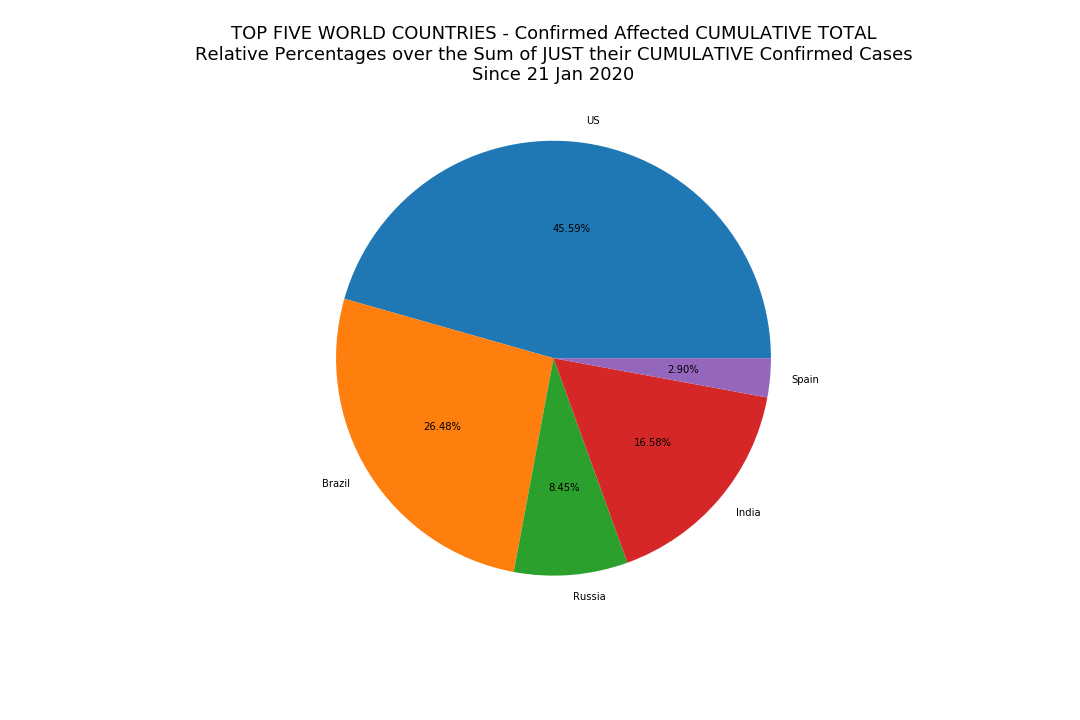 TOP FIVE WORLD COUNTRIES - Confirmed Affected CUMULATIVE TOTAL
Relative Percentages over the Sum of JUST their CUMULATIVE Confirmed Cases
Since 21 Jan 2020
US
45.59%
2.90%
Spain
26.48%
16.58%
Brazil
8.45%
India
Russia